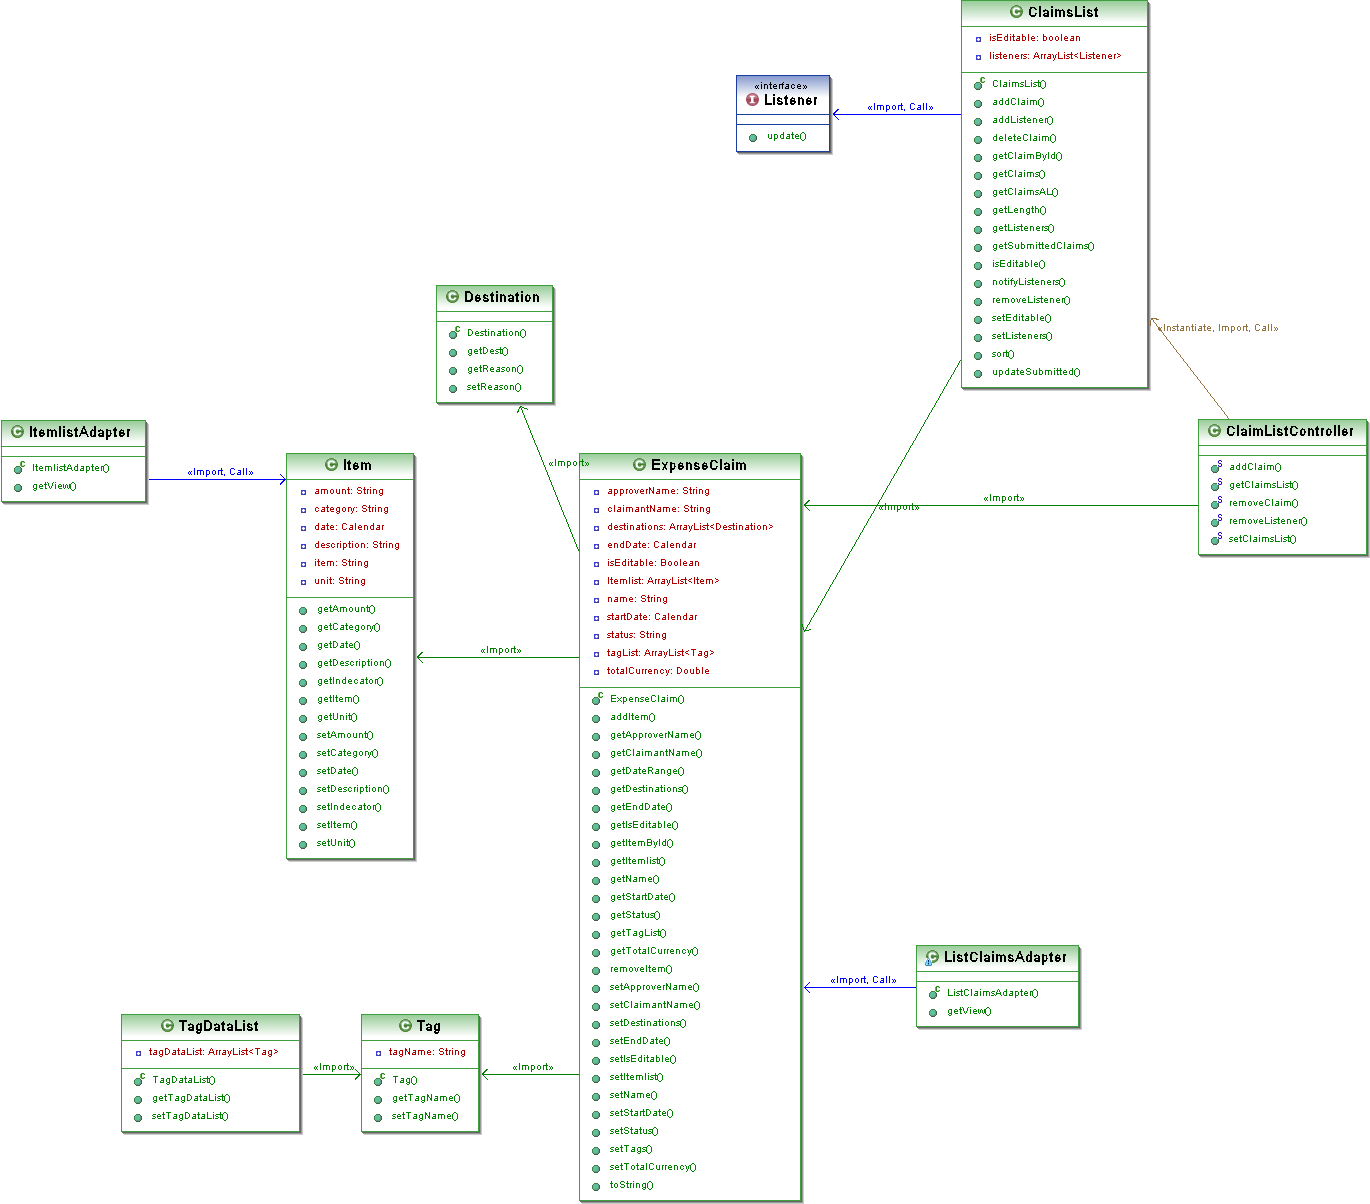 ClaimsList
isEditable: boolean
listeners: ArrayList<Listener>
ClaimsList()
addClaim()
addListener()
deleteClaim()
getClaimById()
getClaims()
getClaimsAL()
getLength()
getListeners()
getSubmittedClaims()
isEditable()
notifyListeners()
removeListener()
setEditable()
setListeners()
sort()
updateSubmitted()
«interface»
Listener
update()
«Import, Call»
«Instantiate, Import, Call»
Destination
Destination()
getDest()
getReason()
setReason()
ItemlistAdapter
ItemlistAdapter()
getView()
«Import, Call»
Item
amount: String
category: String
date: Calendar
description: String
item: String
unit: String
getAmount()
getCategory()
getDate()
getDescription()
getIndecator()
getItem()
getUnit()
setAmount()
setCategory()
setDate()
setDescription()
setIndecator()
setItem()
setUnit()
«Import»
«Import»
ExpenseClaim
approverName: String
claimantName: String
destinations: ArrayList<Destination>
endDate: Calendar
isEditable: Boolean
Itemlist: ArrayList<Item>
name: String
startDate: Calendar
status: String
tagList: ArrayList<Tag>
totalCurrency: Double
ExpenseClaim()
addItem()
getApproverName()
getClaimantName()
getDateRange()
getDestinations()
getEndDate()
getIsEditable()
getItemById()
getItemlist()
getName()
getStartDate()
getStatus()
getTagList()
getTotalCurrency()
removeItem()
setApproverName()
setClaimantName()
setDestinations()
setEndDate()
setIsEditable()
setItemlist()
setName()
setStartDate()
setStatus()
setTags()
setTotalCurrency()
toString()
«Import»
«Import»
ClaimListController
addClaim()
getClaimsList()
removeClaim()
removeListener()
setClaimsList()
«Import, Call»
ListClaimsAdapter
ListClaimsAdapter()
getView()
TagDataList
tagDataList: ArrayList<Tag>
TagDataList()
getTagDataList()
setTagDataList()
«Import»
Tag
tagName: String
Tag()
getTagName()
setTagName()
«Import»